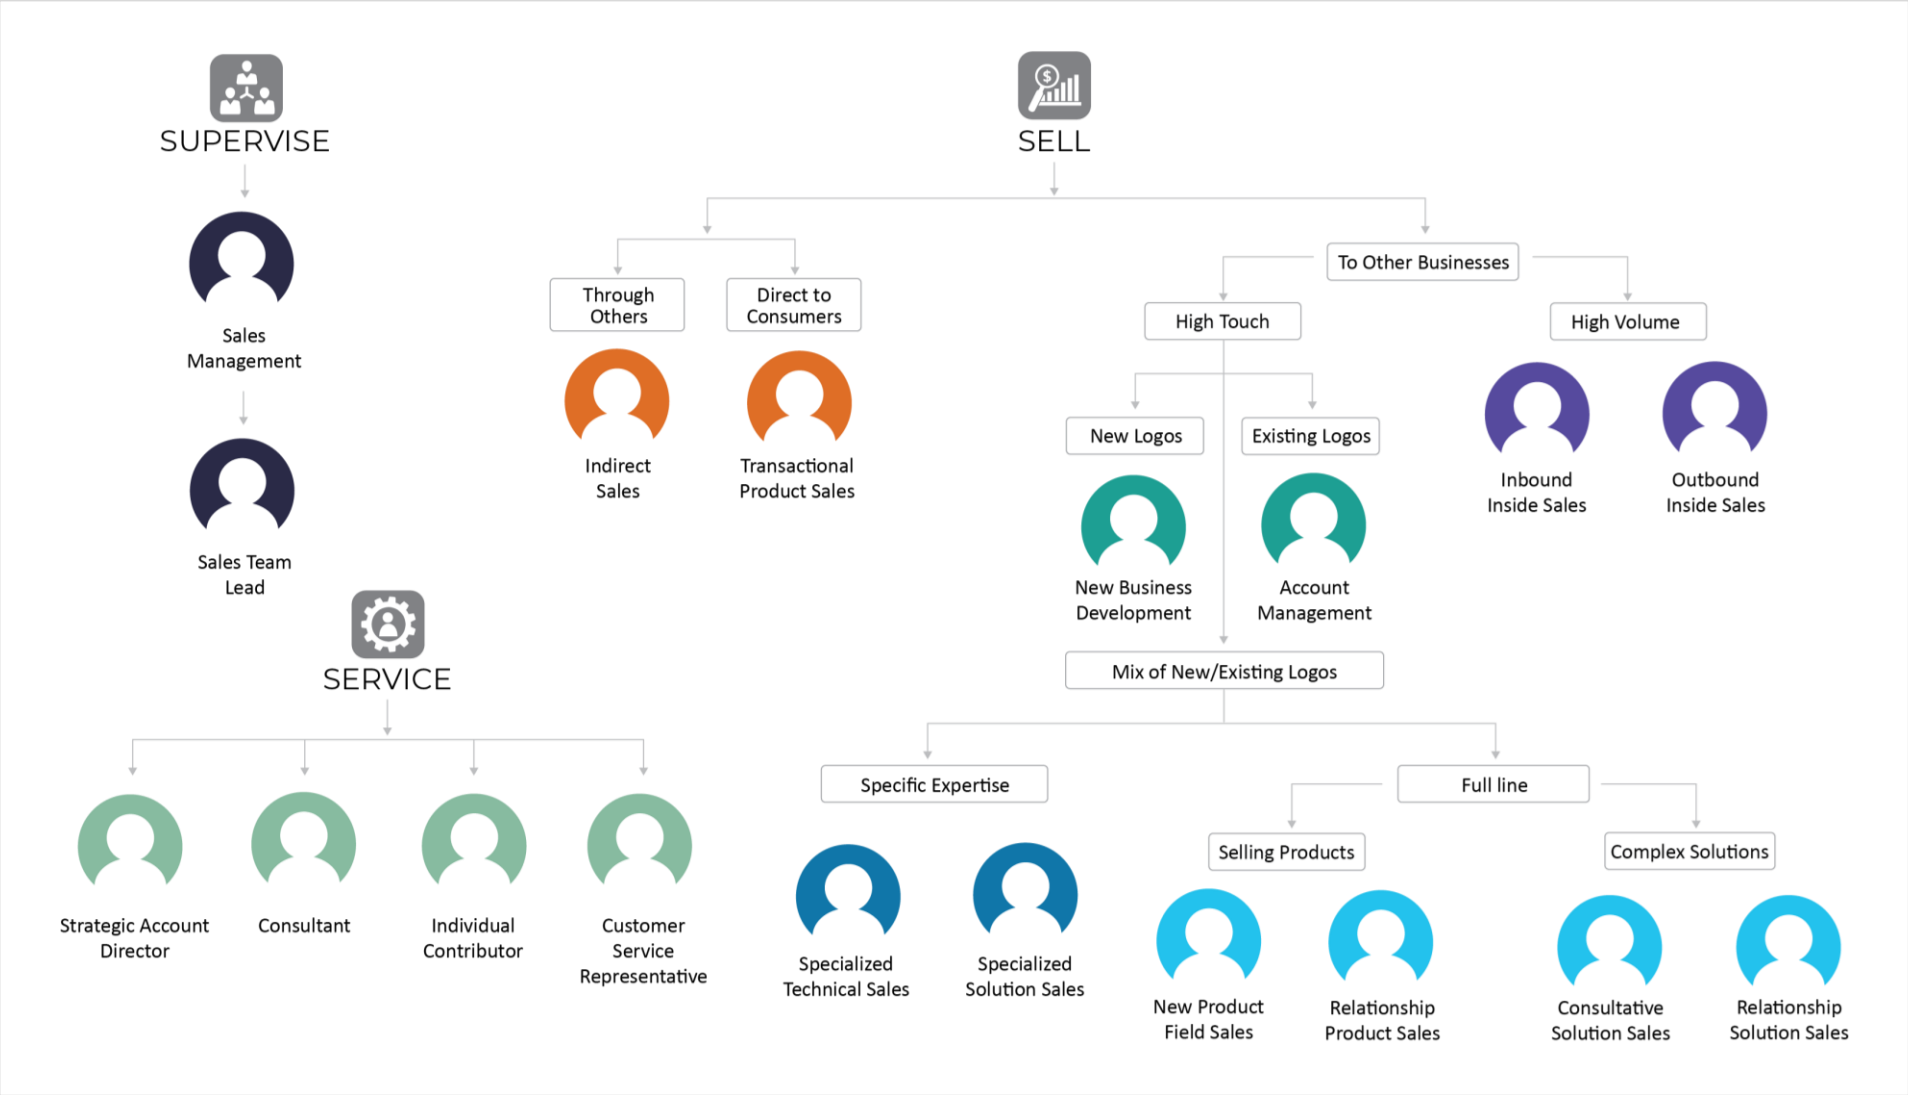 SUPERVISE
Sales
Management
Sales Team
Lead
SERVICE
Strategic Account
Director
Consultant
Individual
Contributor
Customer
Service
Representative
SELL
Through
Others
Indirect
Sales
Direct to
Consumers
Transactional
Product Sales
To Other Businesses
High Touch
New Logos
New Business
Development
Existing Logos
Account
Management
High Volume
Inbound
Inside Sales
Outbound
Inside Sales
Mix of New/Existing Logos
Specific Expertise
Specialized
Technical Sales
Specialized
Solution Sales
Full line
Selling Products
New Product
Field Sales
Relationship
Product Sales
Complex Solutions
Consultative
Solution Sales
Relationship
Solution Sales